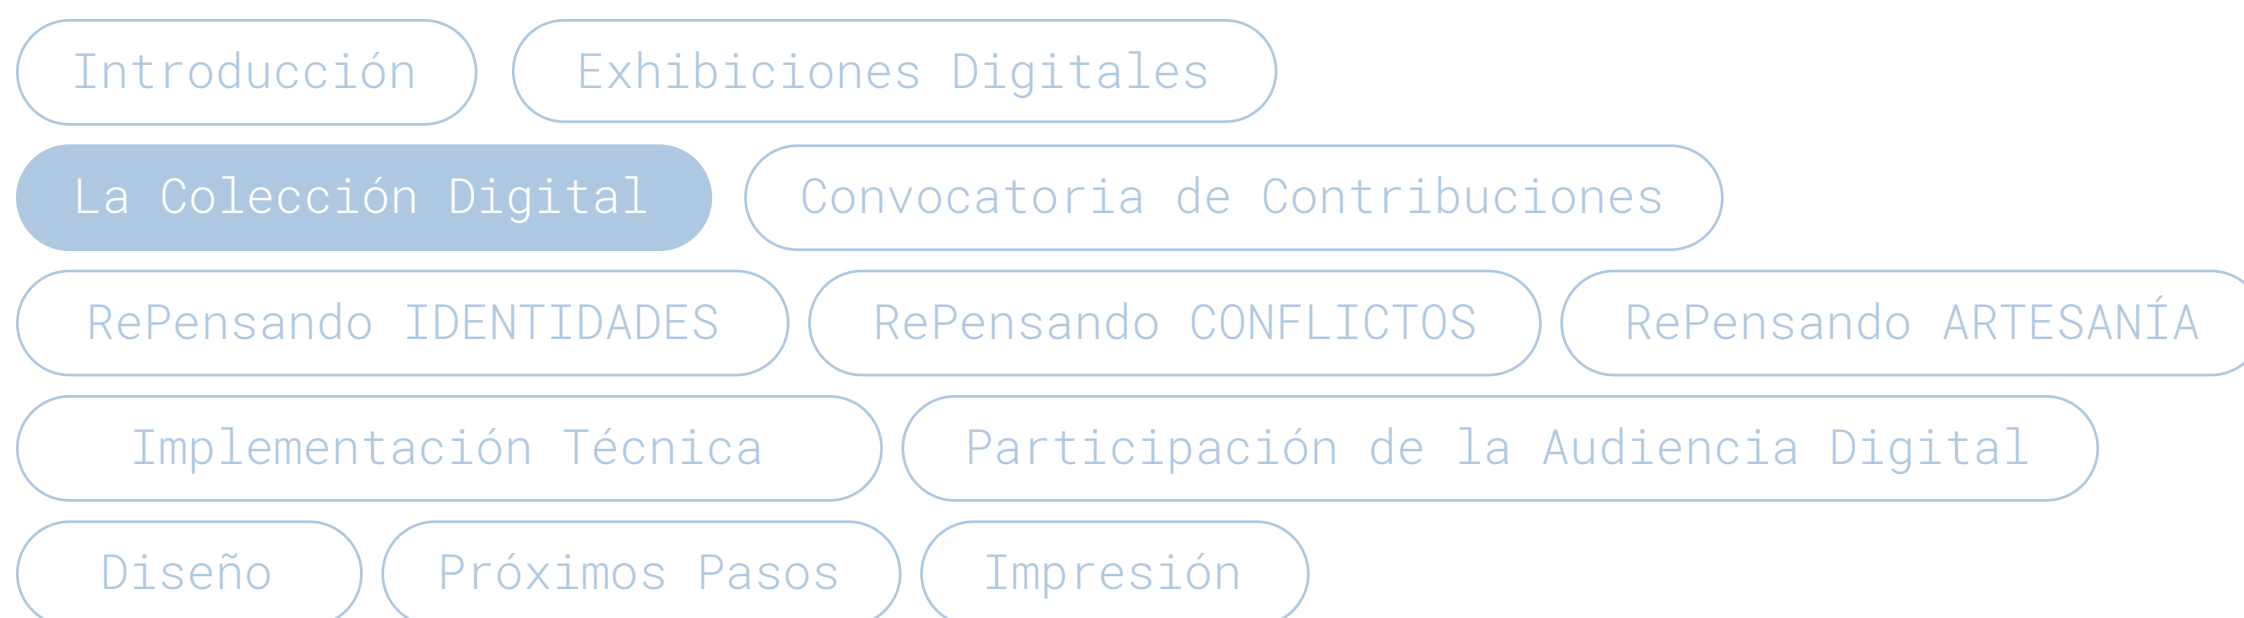 Introducción Exhibiciones Digitales
La Colección Digital Convocatoria de Contribuciones
RePensando IDENTIDADES RePensando CONFLICTOS RePensando ARTESANÍA
Implementación Técnica Participación de la Audiencia Digital
Diseño Próximos Pasos Impresión